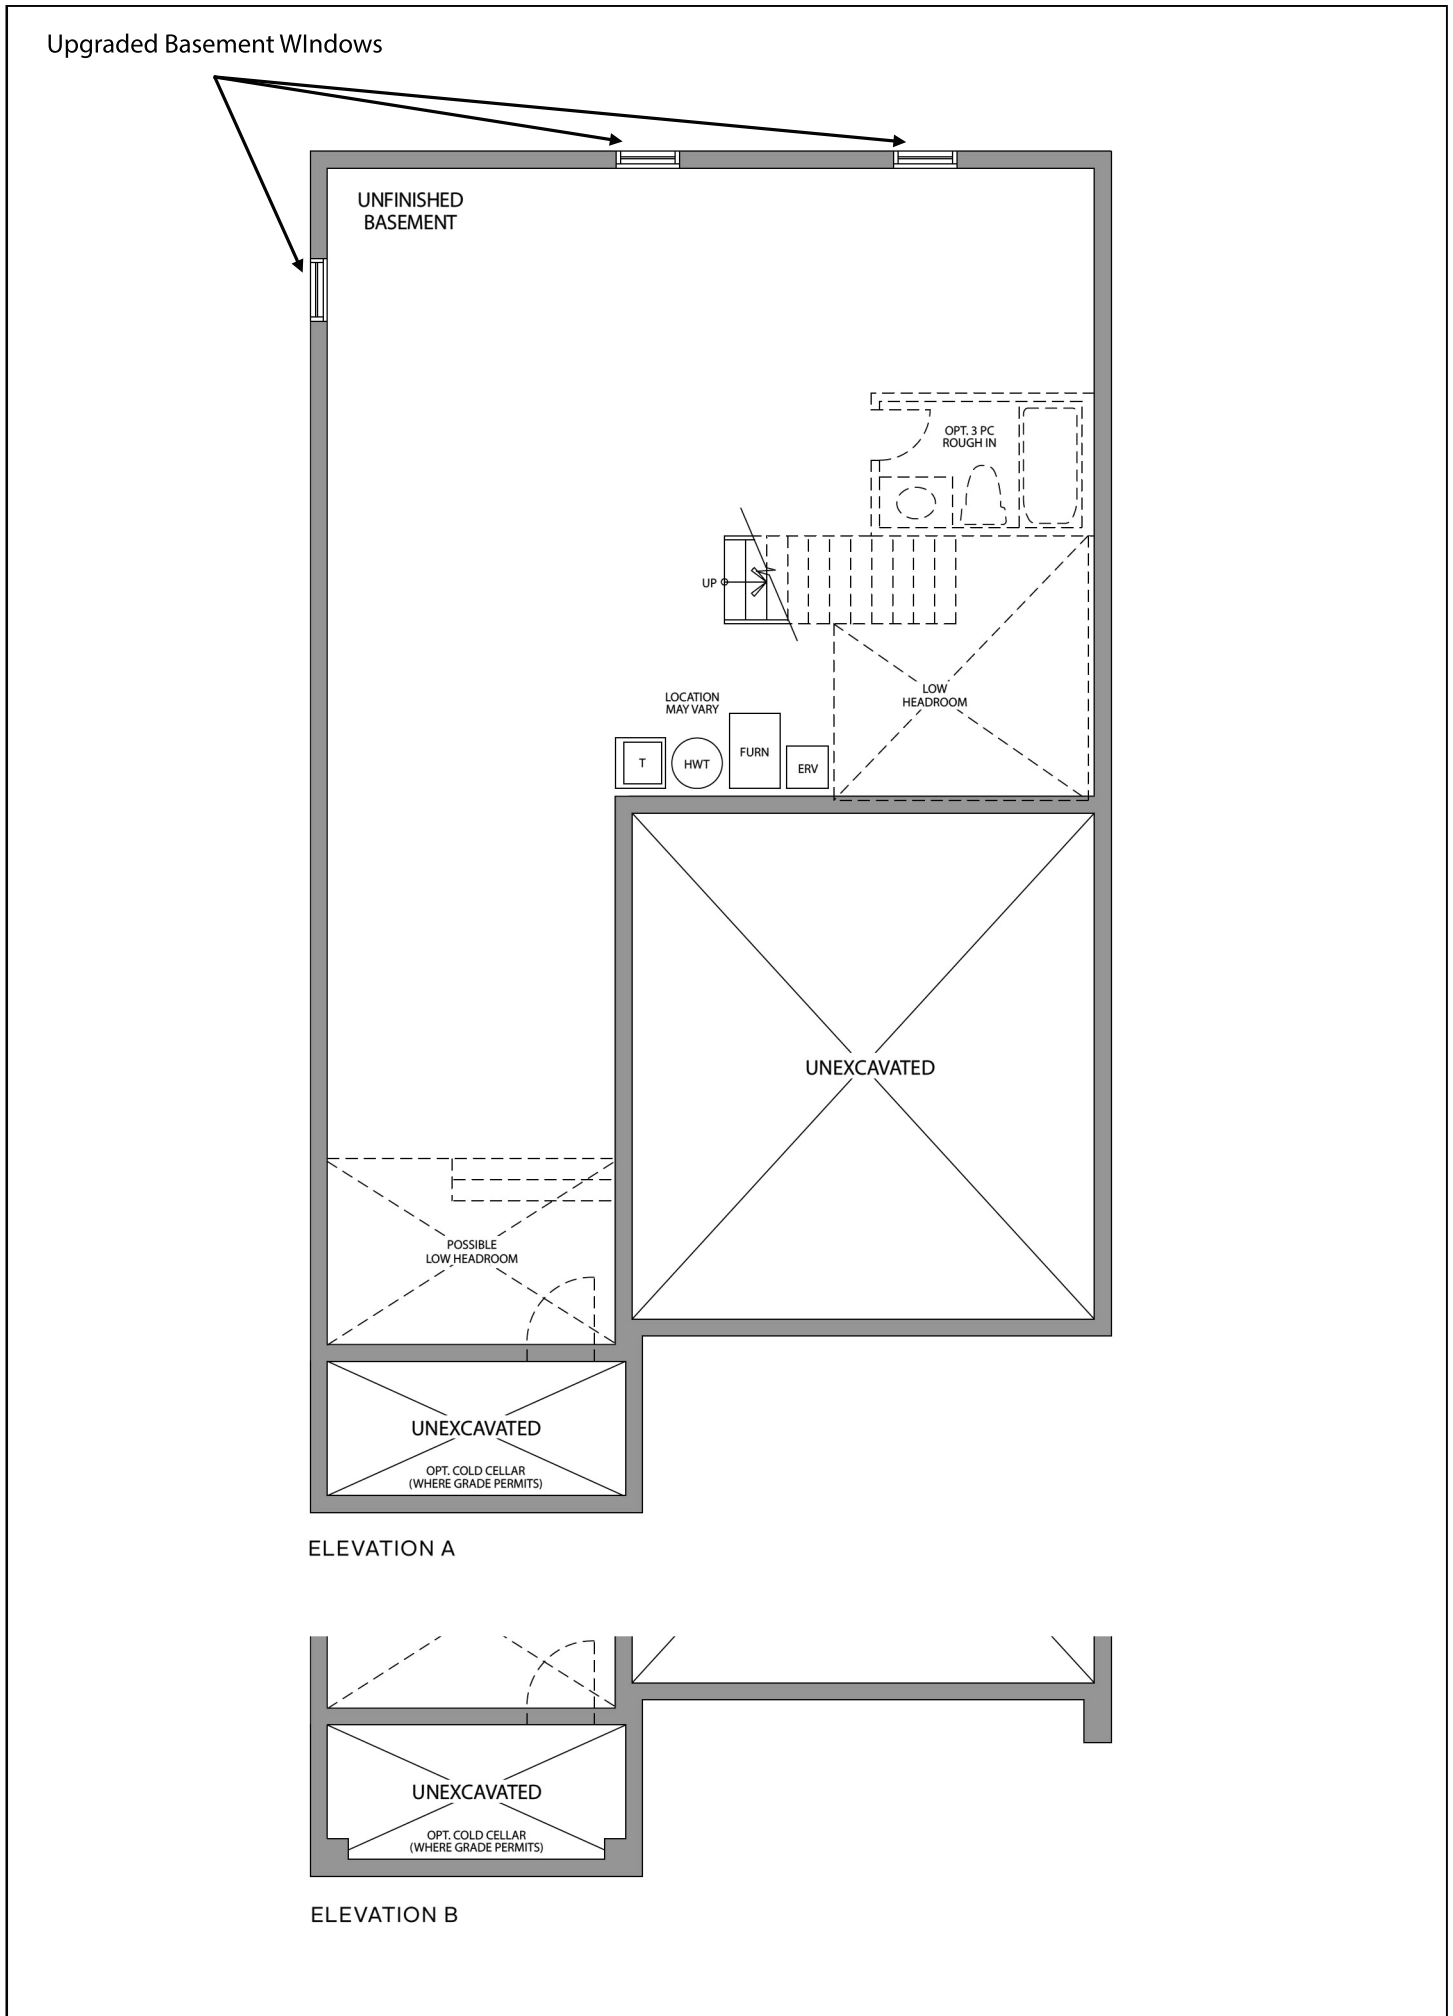 Upgraded Basement WIndows
UNFINISHED
BASEMENT
OPT. 3 PC
ROUGH IN
UP
LOW
HEADROOM
LOCATION
MAY VARY
T
HWT
FURN
ERV
UNEXCAVATED
POSSIBLE
LOW HEADROOM
UNEXCAVATED
OPT. COLD CELLAR
(WHERE GRADE PERMITS)
ELEVATION A
UNEXCAVATED
OPT. COLD CELLAR
(WHERE GRADE PERMITS)
ELEVATION B